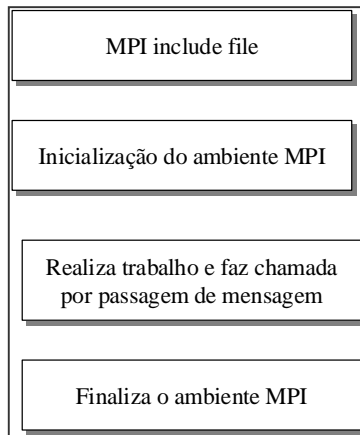 MPI include file
Inicialização do ambiente MPI
Realiza trabalho e faz chamada
por passagem de mensagem
Finaliza o ambiente MPI